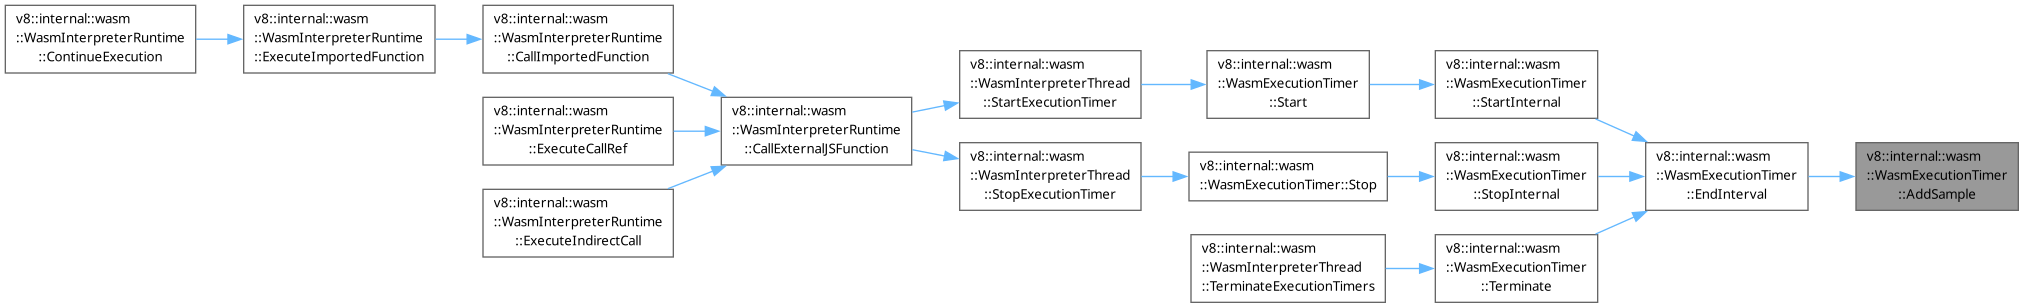 v8::internal::wasm
::WasmInterpreterRuntime
::ContinueExecution
v8::internal::wasm
::WasmInterpreterRuntime
::ExecuteImportedFunction
v8::internal::wasm
::WasmInterpreterRuntime
::CallImportedFunction
v8::internal::wasm
::WasmInterpreterRuntime
::ExecuteCallRef
v8::internal::wasm
::WasmInterpreterRuntime
::ExecuteIndirectCall
v8::internal::wasm
::WasmInterpreterRuntime
::CallExternalJSFunction
v8::internal::wasm
::WasmInterpreterThread
::StartExecutionTimer
v8::internal::wasm
::WasmInterpreterThread
::StopExecutionTimer
v8::internal::wasm
::WasmExecutionTimer
::Start
v8::internal::wasm
::WasmExecutionTimer::Stop
v8::internal::wasm
::WasmInterpreterThread
::TerminateExecutionTimers
v8::internal::wasm
::WasmExecutionTimer
::StartInternal
v8::internal::wasm
::WasmExecutionTimer
::StopInternal
v8::internal::wasm
::WasmExecutionTimer
::Terminate
v8::internal::wasm
::WasmExecutionTimer
::EndInterval
v8::internal::wasm
::WasmExecutionTimer
::AddSample